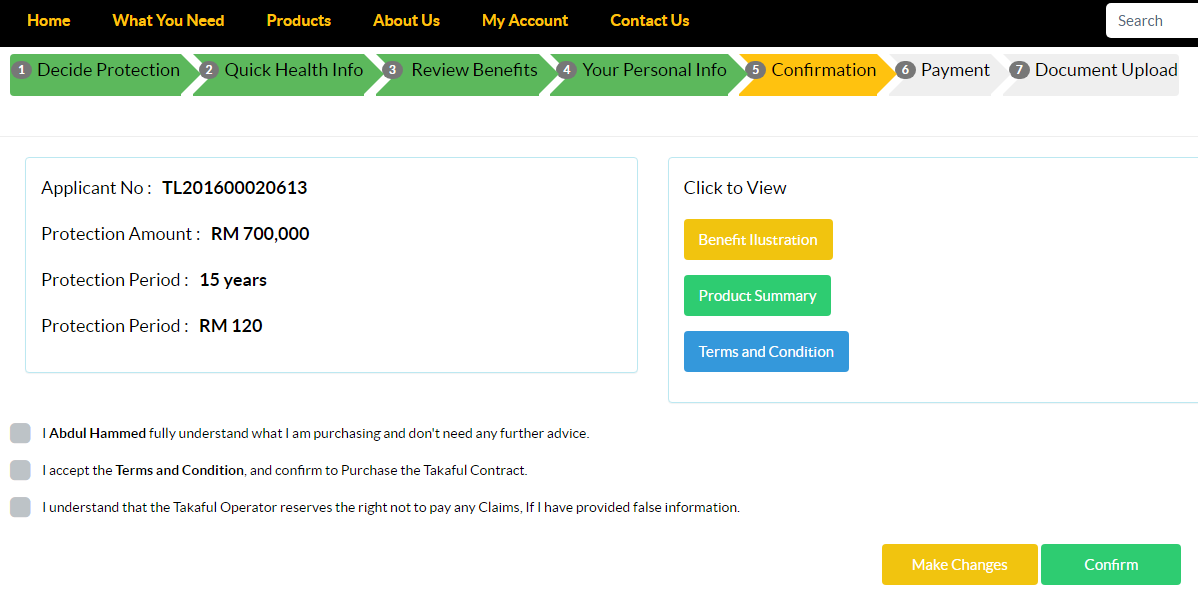 Home What You Need Products About Us My Account Contact Us Search
1 Decide Protection 2 Quick Health Info 3 Review Benefits 4 Your Personal Info 5 Confirmation 6 Payment 7 Document Upload
Applicant No : TL201600020613
Protection Amount : RM 700,000
Protection Period : 15 years
Protection Period : RM 120
Click to View
Benefit Ilustration
Product Summary
Terms and Condition
I Abdul Hammed fully understand what I am purchasing and don't need any further advice.
I accept the Terms and Condition, and confirm to Purchase the Takaful Contract.
I understand that the Takaful Operator reserves the right not to pay any Claims, If I have provided false information.
Make Changes Confirm